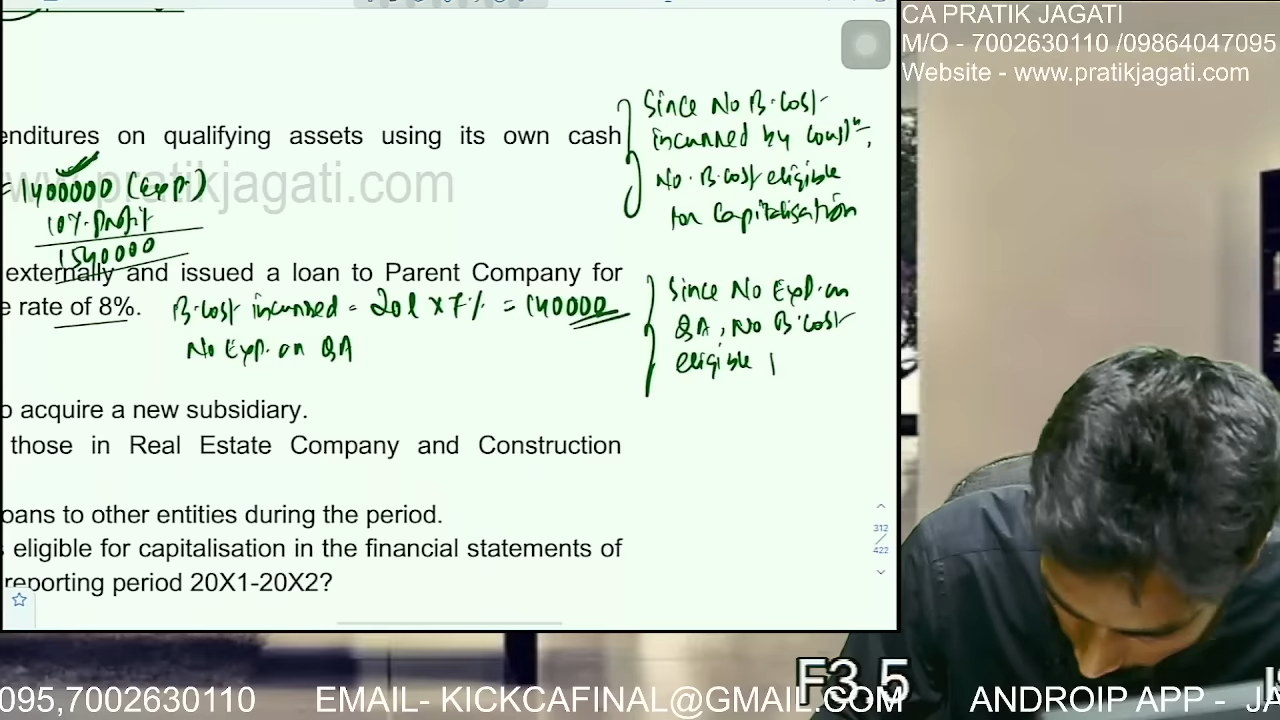 CA PRATIK JAGATI
M/O - 7002630110 /09864047095
Website - www.pratikjagati.com
enditures on qualifying assets using its own cash
www.pratikjagati.com
= 1400000 (exp.)
10% Profit
1540000
Since No B.cost
incurred by constn,
No. B.cost eligible
for Capitalisation
externally and issued a loan to Parent Company for
e rate of 8%.
B.cost incurred = 20l x 7% = 140000
No Exp. on QA
Since No Exp. on
QA, No B.cost
eligible
o acquire a new subsidiary.
those in Real Estate Company and Construction
oans to other entities during the period.
s eligible for capitalisation in the financial statements of
reporting period 20X1-20X2?
312
422
F3.5
095,7002630110 EMAIL- KICKCAFINAL@GMAIL.COM ANDROIP APP - JA